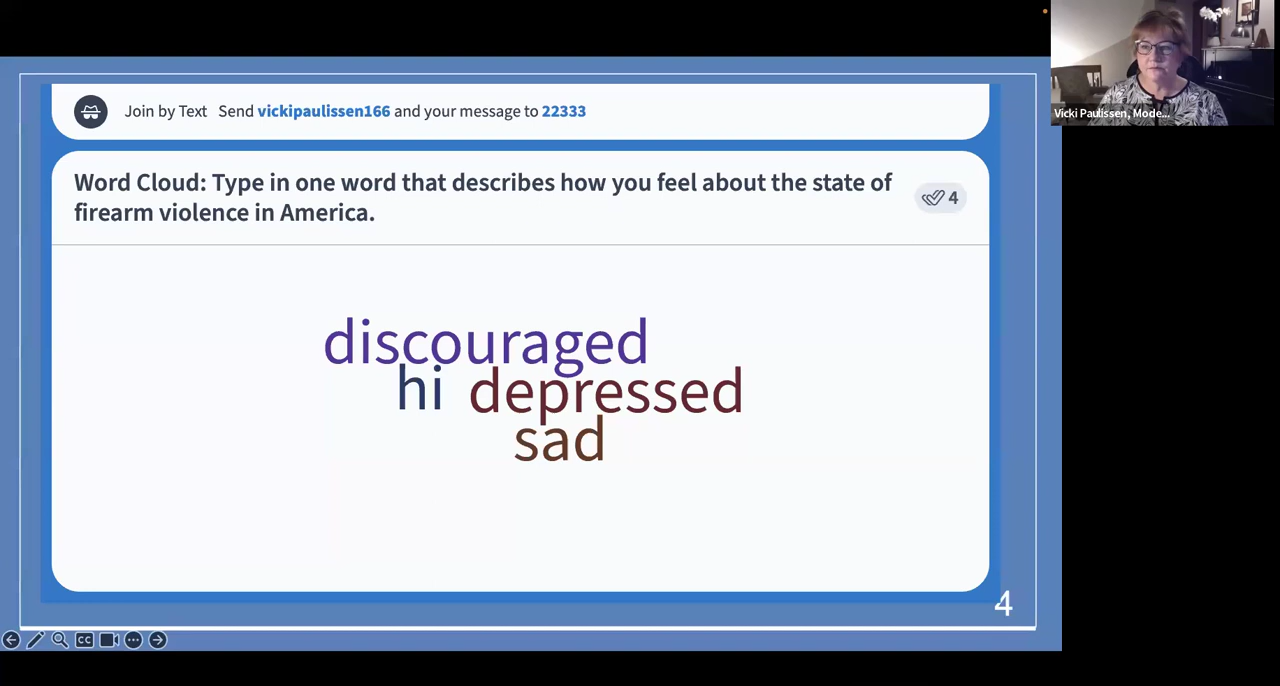 Join by Text Send vickipaulissen166 and your message to 22333
Word Cloud: Type in one word that describes how you feel about the state of
firearm violence in America.
4
discouraged
hi depressed
sad
4
CC
Vicki Paulissen, Mode...